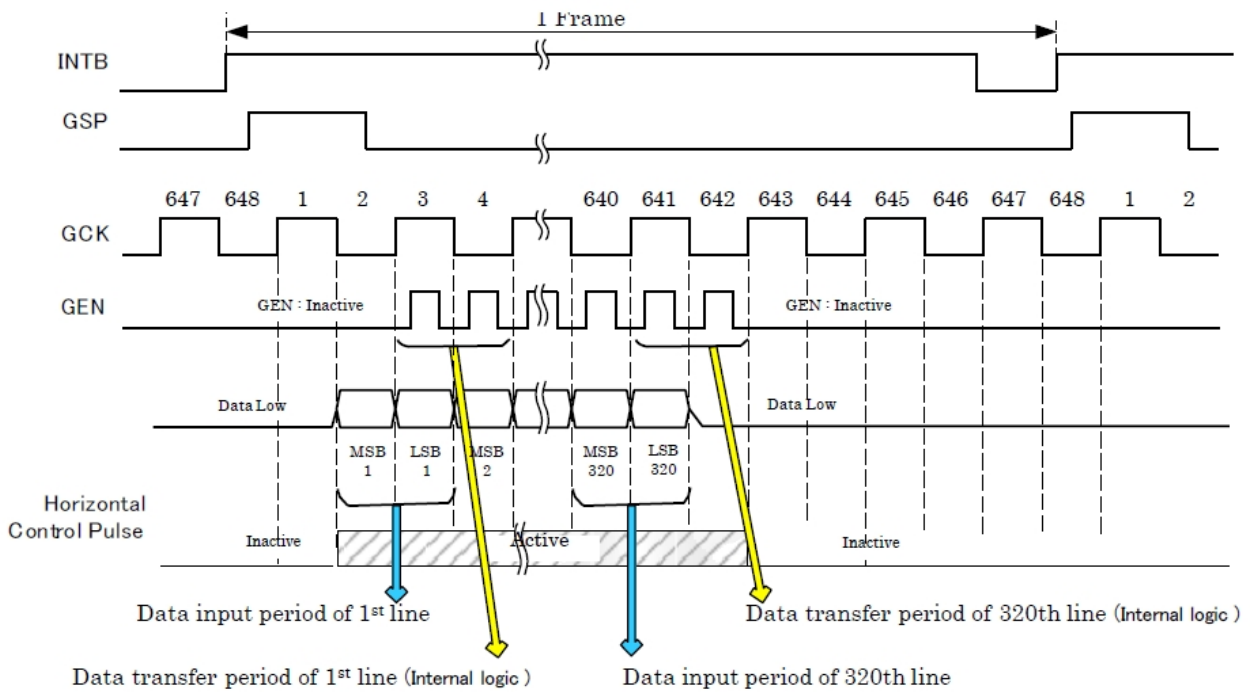 1 Frame
INTB
GSP
647 648 1 2 3 4 640 641 642 643 644 645 646 647 648 1 2
GCK
GEN
GEN : Inactive
GEN : Inactive
Data Low
Data Low
MSB 1
LSB 1
MSB 2
MSB 320
LSB 320
Horizontal
Control Pulse
Inactive
Active
Inactive
Data input period of 1st line
Data transfer period of 320th line (Internal logic )
Data transfer period of 1st line (Internal logic )
Data input period of 320th line